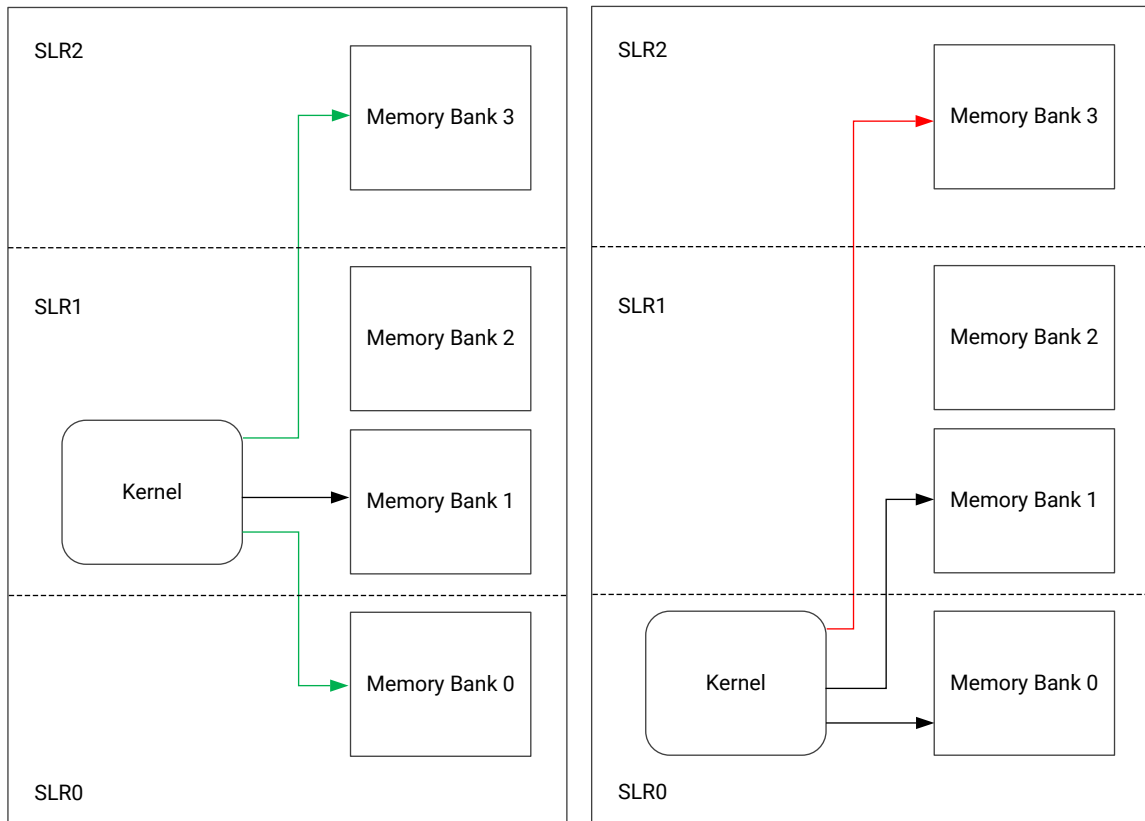 SLR2
Memory Bank 3
SLR1
Memory Bank 2
Kernel
Memory Bank 1
Memory Bank 0
SLR0
SLR2
Memory Bank 3
SLR1
Memory Bank 2
Memory Bank 1
Kernel
Memory Bank 0
SLR0